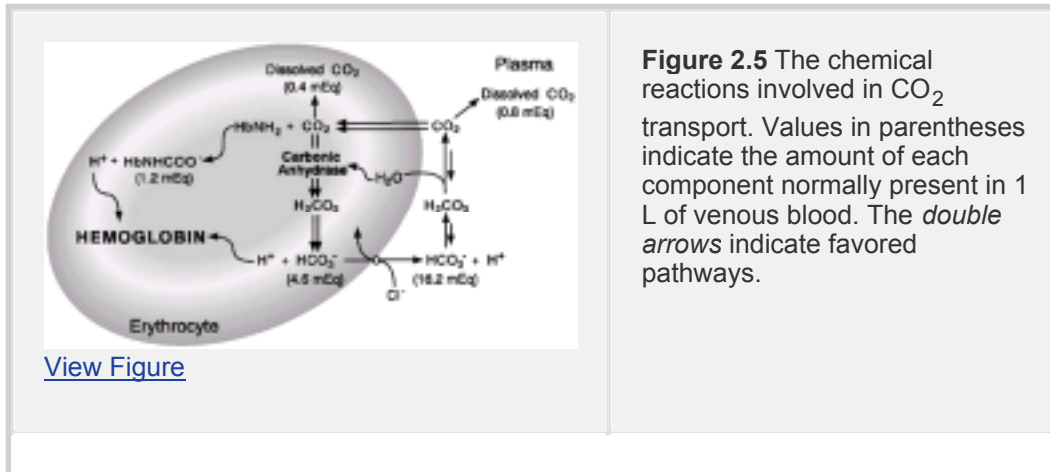 Dissolved CO₂
(0.4 mEq)
Plasma
Dissolved CO₂
(0.8 mEq)
HbNH₂ + CO₂
CO₂
H⁺ + HbNHCOO⁻
(1.2 mEq)
Carbonic
Anhydrase
H₂O
H₂CO₃
H₂CO₃
HEMOGLOBIN
H⁺ + HCO₃⁻
(4.6 mEq)
HCO₃⁻ + H⁺
(16.2 mEq)
Cl⁻
Erythrocyte
View Figure
Figure 2.5 The chemical
reactions involved in CO₂
transport. Values in parentheses
indicate the amount of each
component normally present in 1
L of venous blood. The double
arrows indicate favored
pathways.